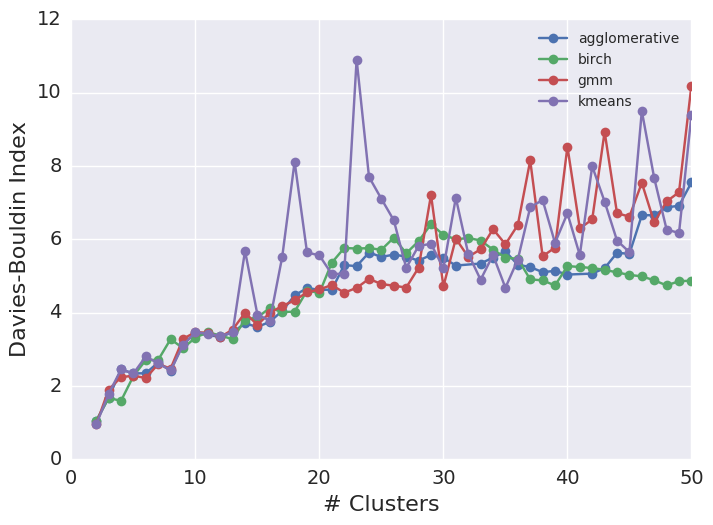 12
10
8
6
4
2
0
Davies-Bouldin Index
agglomerative
birch
gmm
kmeans
0 10 20 30 40 50
# Clusters